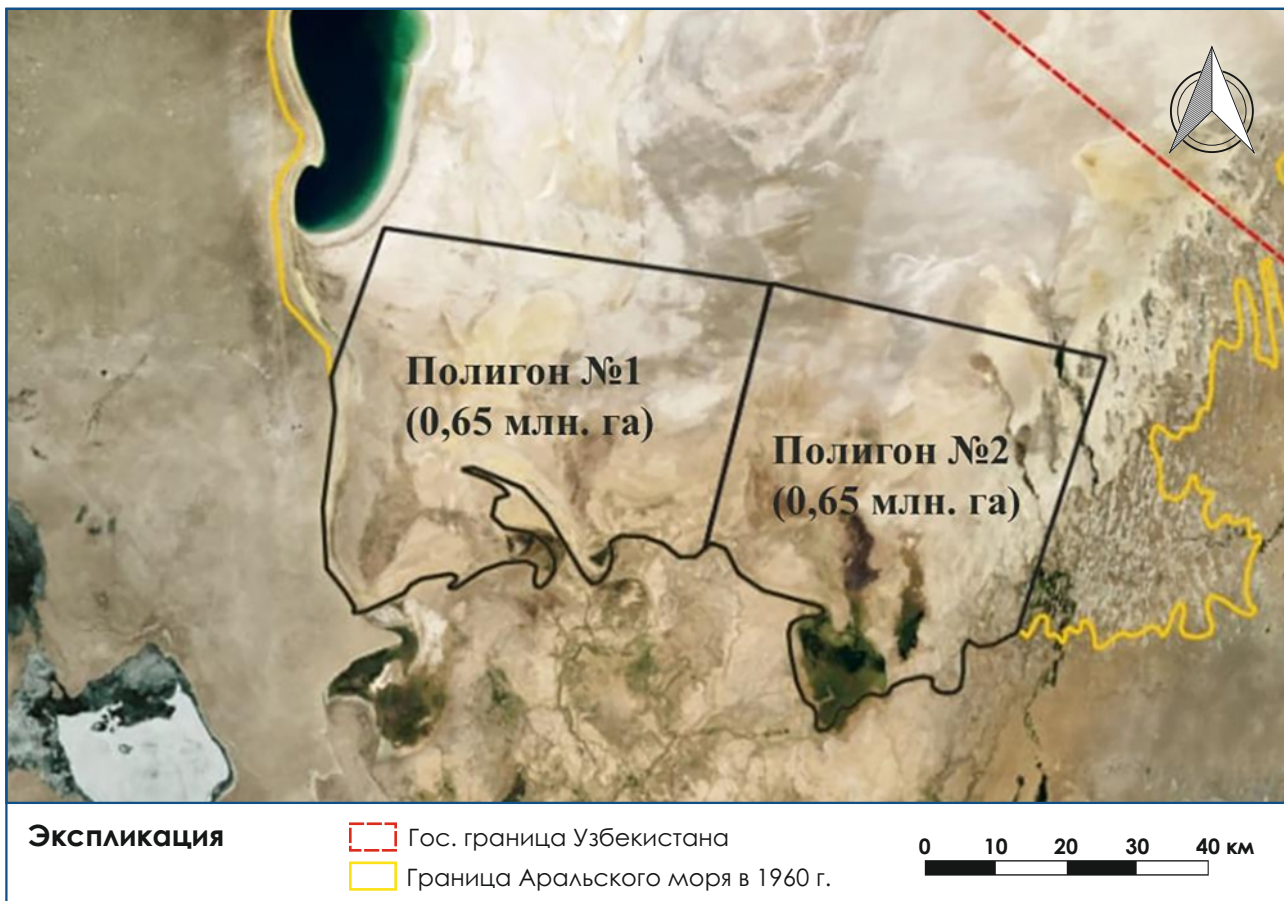 Полигон №1
(0,65 млн. га)
Полигон №2
(0,65 млн. га)
Экспликация
Гос. граница Узбекистана
Граница Аральского моря в 1960 г.
0 10 20 30 40 км